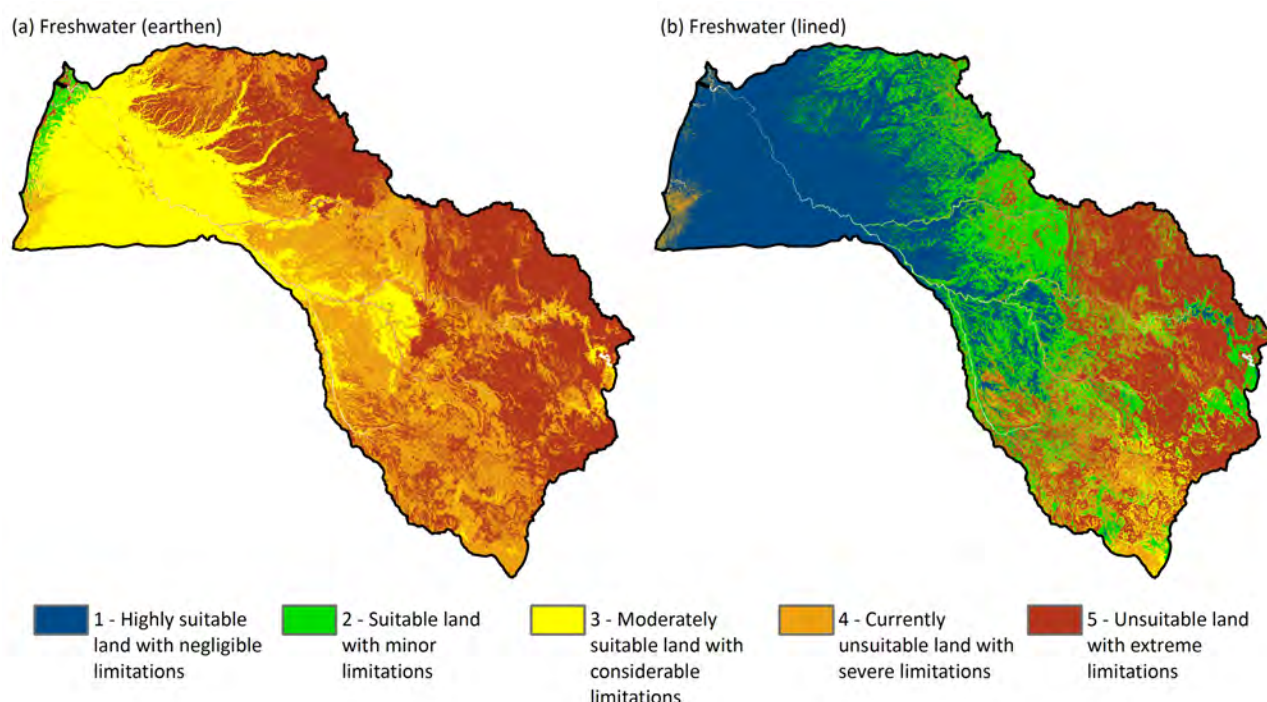 (a) Freshwater (earthen)
(b) Freshwater (lined)
1 - Highly suitable
land with negligible
limitations
2 - Suitable land
with minor
limitations
3 - Moderately
suitable land with
considerable
limitations
4 - Currently
unsuitable land with
severe limitations
5 - Unsuitable land
with extreme
limitations